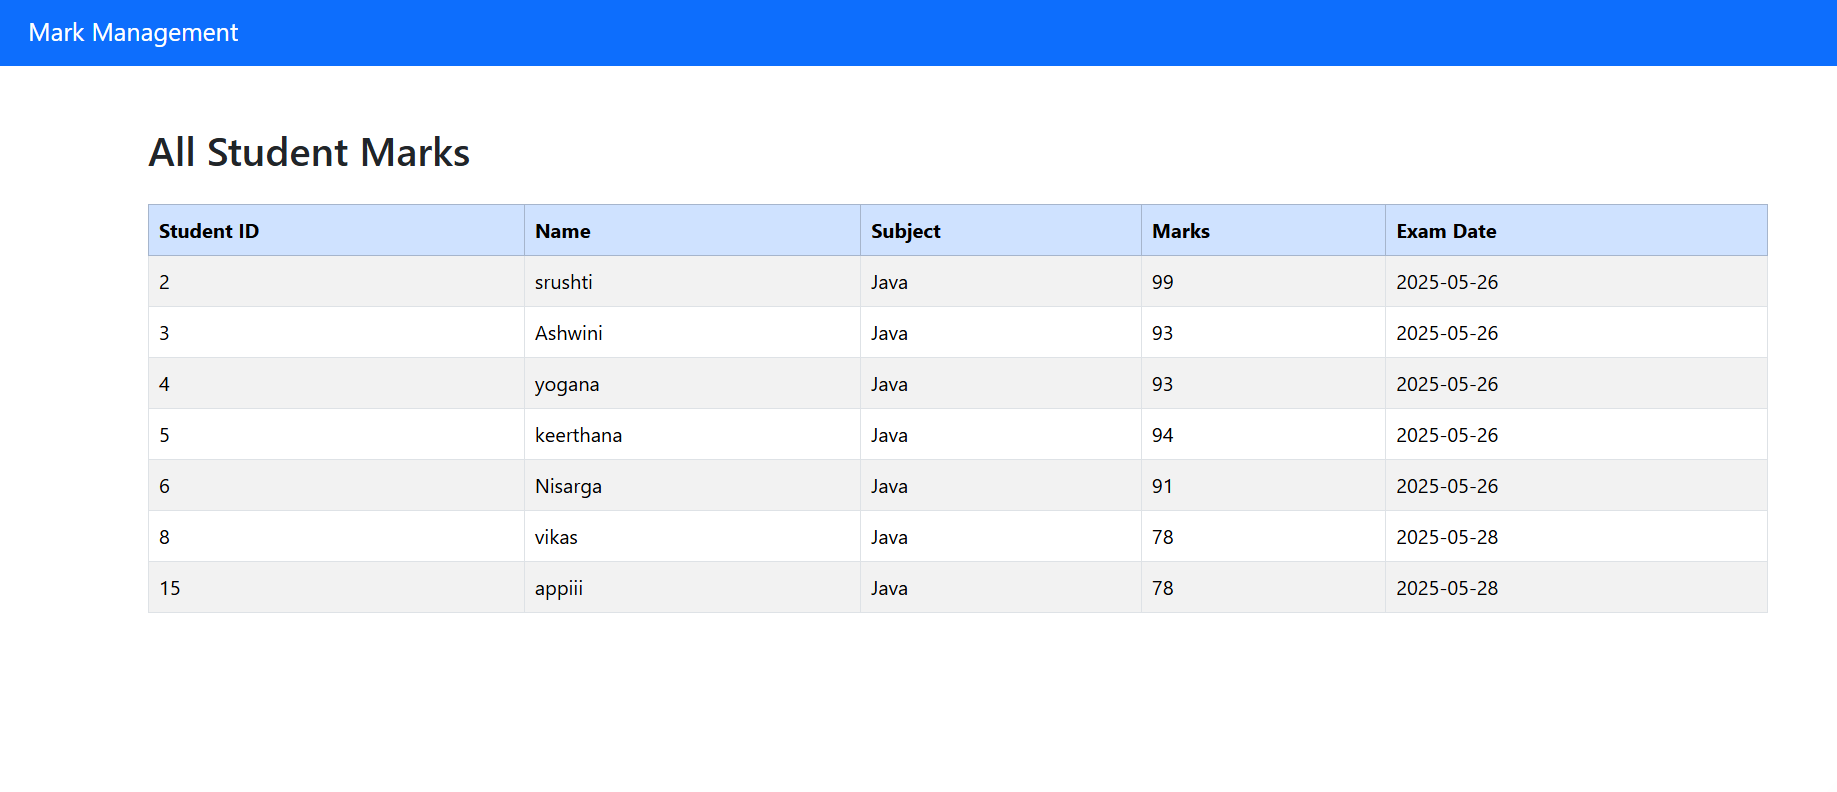 Mark Management
All Student Marks
Student ID Name Subject Marks Exam Date
2 srushti Java 99 2025-05-26
3 Ashwini Java 93 2025-05-26
4 yogana Java 93 2025-05-26
5 keerthana Java 94 2025-05-26
6 Nisarga Java 91 2025-05-26
8 vikas Java 78 2025-05-28
15 appiii Java 78 2025-05-28